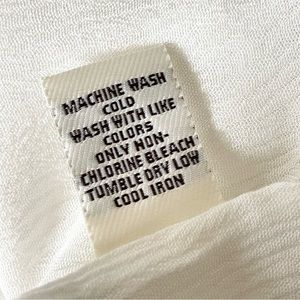 MACHINE WASH
COLD
WASH WITH LIKE
COLORS
ONLY NON-
CHLORINE BLEACH
TUMBLE DRY LOW
COOL IRON